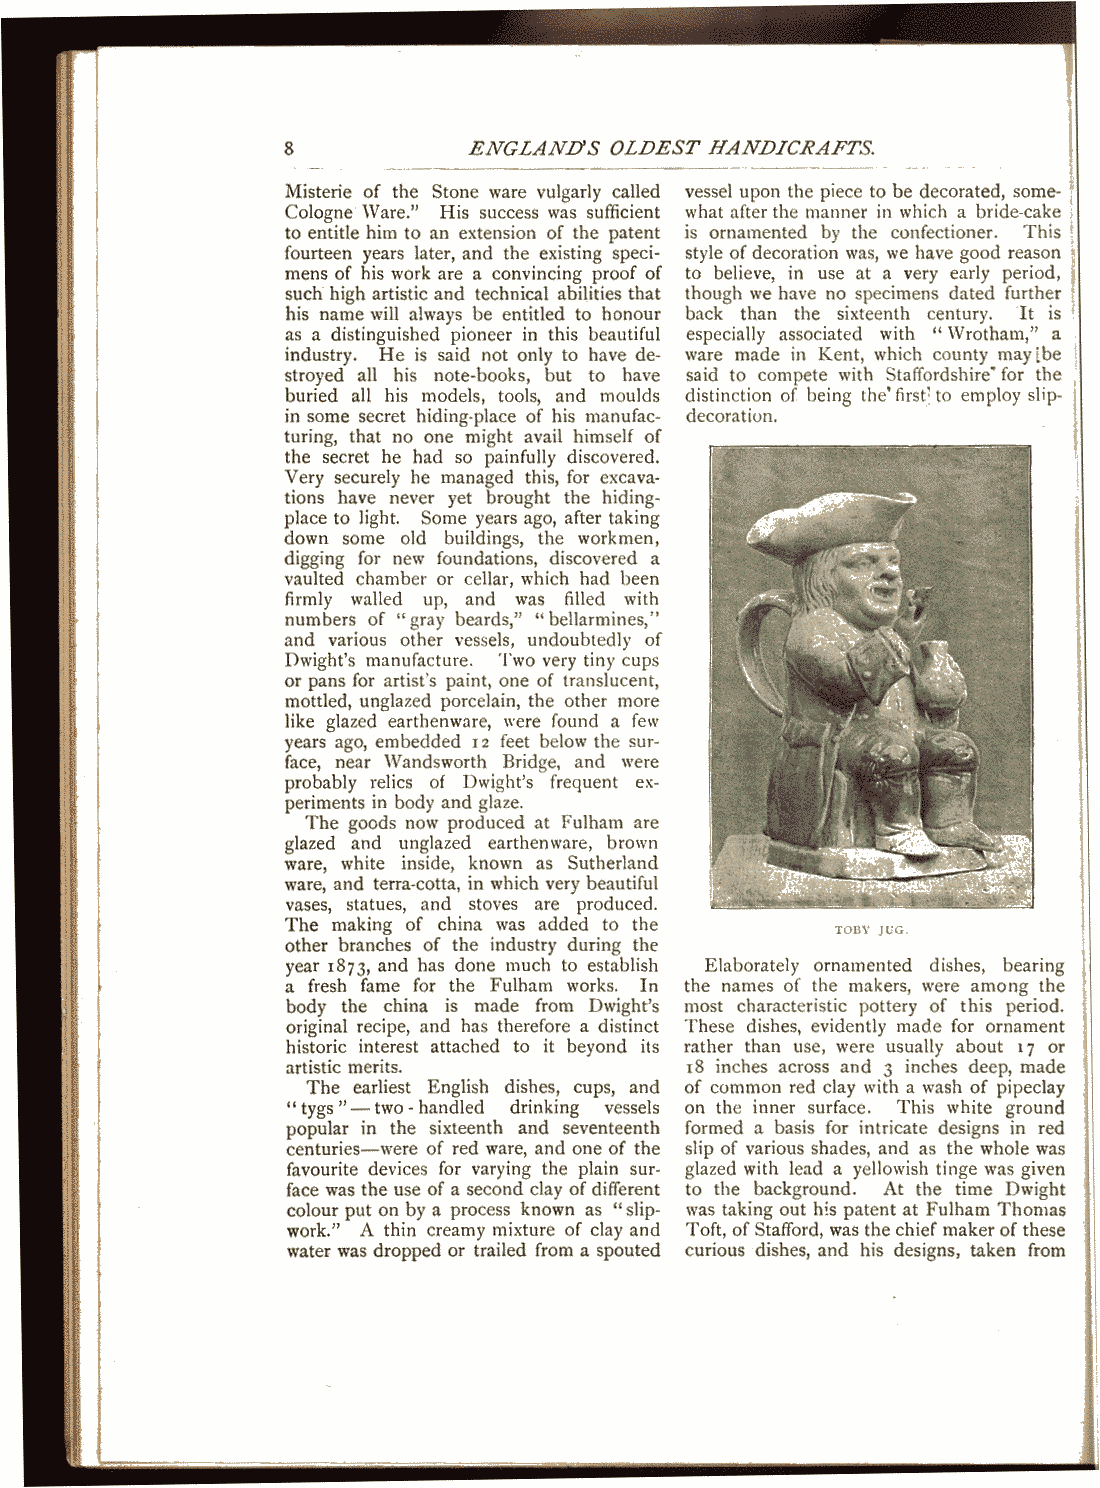 8
ENGLAND'S OLDEST HANDICRAFTS.
Misterie of the Stone ware vulgarly called
Cologne Ware." His success was sufficient
to entitle him to an extension of the patent
fourteen years later, and the existing speci-
mens of his work are a convincing proof of
such high artistic and technical abilities that
his name will always be entitled to honour
as a distinguished pioneer in this beautiful
industry. He is said not only to have de-
stroyed all his note-books, but to have
buried all his models, tools, and moulds
in some secret hiding-place of his manufac-
turing, that no one might avail himself of
the secret he had so painfully discovered.
Very securely he managed this, for excava-
tions have never yet brought the hiding-
place to light. Some years ago, after taking
down some old buildings, the workmen,
digging for new foundations, discovered a
vaulted chamber or cellar, which had been
firmly walled up, and was filled with
numbers of "gray beards," "bellarmines,"
and various other vessels, undoubtedly of
Dwight's manufacture. Two very tiny cups
or pans for artist's paint, one of translucent,
mottled, unglazed porcelain, the other more
like glazed earthenware, were found a few
years ago, embedded 12 feet below the sur-
face, near Wandsworth Bridge, and were
probably relics of Dwight's frequent ex-
periments in body and glaze.
The goods now produced at Fulham are
glazed and unglazed earthenware, brown
ware, white inside, known as Sutherland
ware, and terra-cotta, in which very beautiful
vases, statues, and stoves are produced.
The making of china was added to the
other branches of the industry during the
year 1873, and has done much to establish
a fresh fame for the Fulham works. In
body the china is made from Dwight's
original recipe, and has therefore a distinct
historic interest attached to it beyond its
artistic merits.
The earliest English dishes, cups, and
"tygs"—two-handled drinking vessels
popular in the sixteenth and seventeenth
centuries—were of red ware, and one of the
favourite devices for varying the plain sur-
face was the use of a second clay of different
colour put on by a process known as "slip-
work." A thin creamy mixture of clay and
water was dropped or trailed from a spouted
vessel upon the piece to be decorated, some-
what after the manner in which a bride-cake
is ornamented by the confectioner. This
style of decoration was, we have good reason
to believe, in use at a very early period,
though we have no specimens dated further
back than the sixteenth century. It is
especially associated with "Wrotham," a
ware made in Kent, which county may be
said to compete with Staffordshire for the
distinction of being the first to employ slip-
decoration.
TOBY JUG.
Elaborately ornamented dishes, bearing
the names of the makers, were among the
most characteristic pottery of this period.
These dishes, evidently made for ornament
rather than use, were usually about 17 or
18 inches across and 3 inches deep, made
of common red clay with a wash of pipeclay
on the inner surface. This white ground
formed a basis for intricate designs in red
slip of various shades, and as the whole was
glazed with lead a yellowish tinge was given
to the background. At the time Dwight
was taking out his patent at Fulham Thomas
Toft, of Stafford, was the chief maker of these
curious dishes, and his designs, taken from